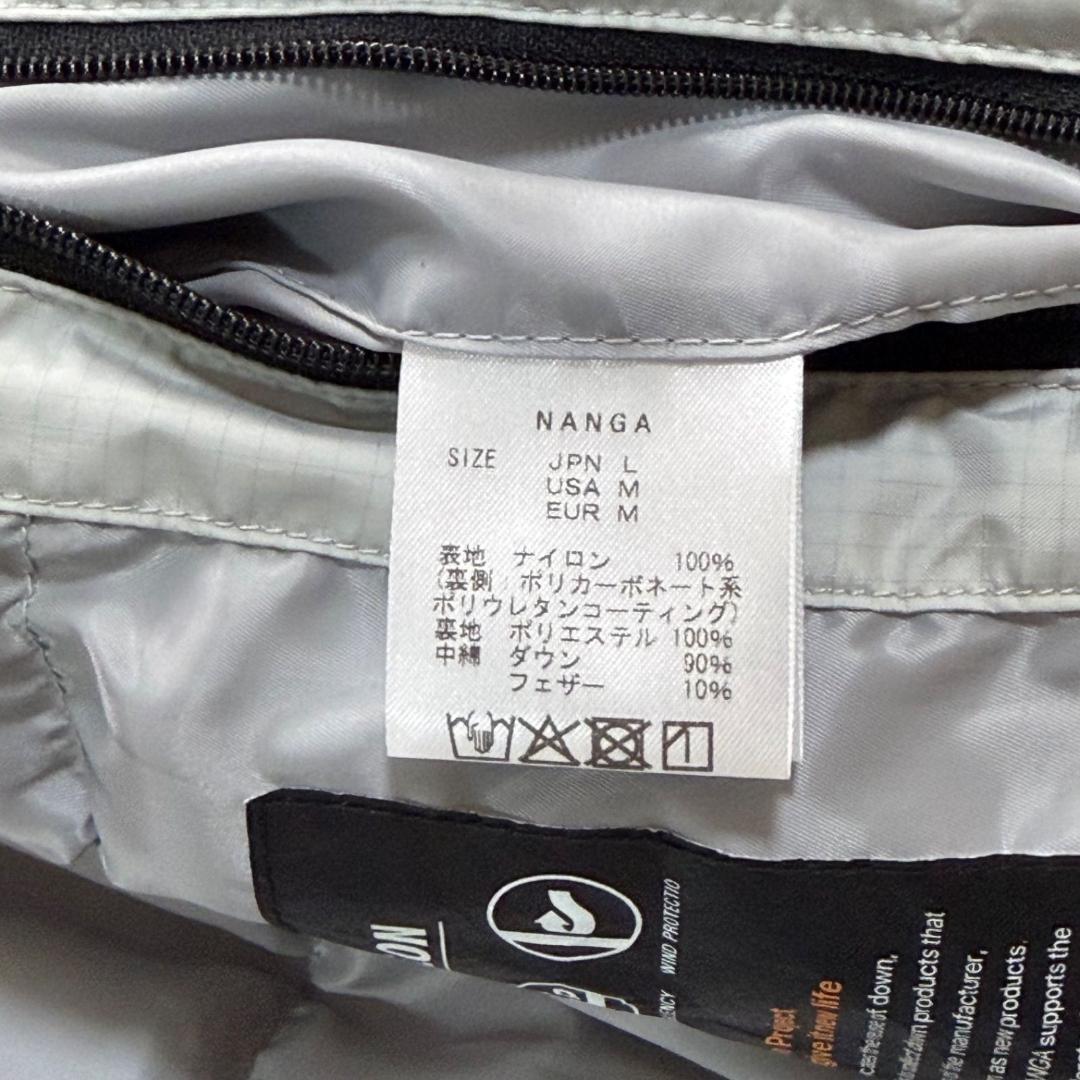 NANGA
SIZE JPN L
USA M
EUR M
表地 ナイロン 100%
(裏側 ポリカーボネート系
ポリウレタンコーティング)
裏地 ポリエステル 100%
中綿 ダウン 90%
フェザー 10%
WIND PROTECTIO
give it new life
of down,
products that
the manufacturer,
as new products.
supports the